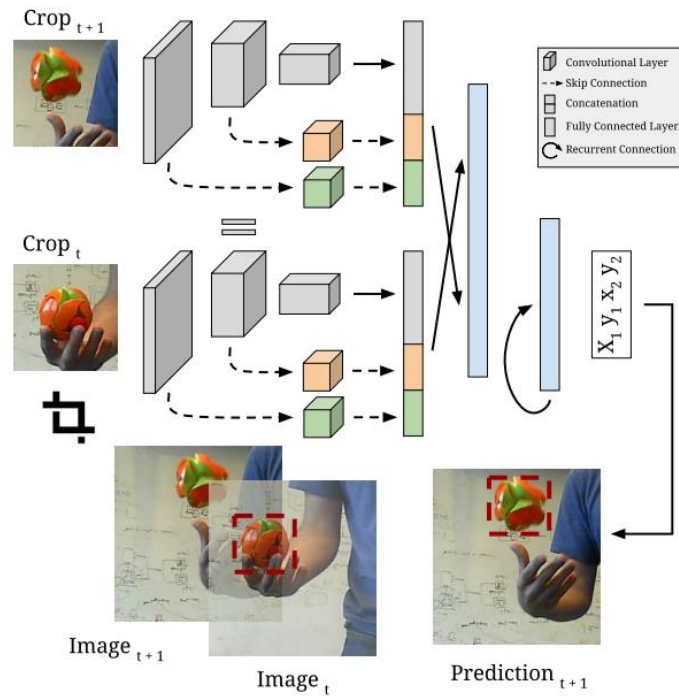 Crop t+1
Convolutional Layer
Skip Connection
Concatenation
Fully Connected Layer
Recurrent Connection
Crop t
X1 y1 x2 y2
Image t+1
Image t
Prediction t+1